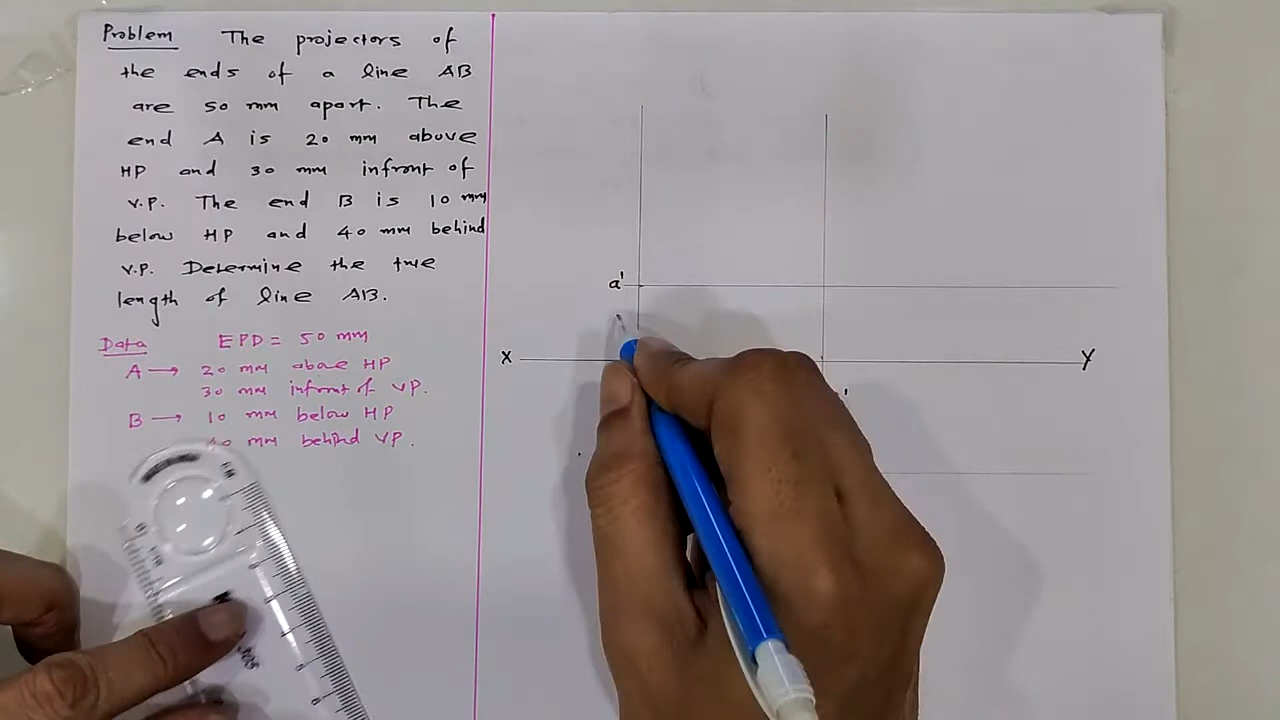 Problem The projectors of
the ends of a line AB
are 50 mm apart. The
end A is 20 mm above
HP and 30 mm infront of
V.P. The end B is 10 mm
below HP and 40 mm behind
V.P. Determine the true
length of line AB.
Data EPD = 50 mm
A → 20 mm above HP
30 mm infront of VP.
B → 10 mm below HP
40 mm behind VP.
a'
X Y